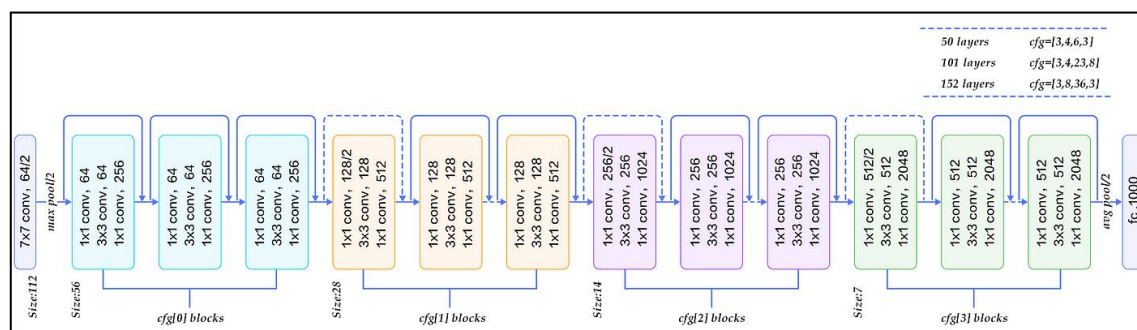 50 layers cfg=[3,4,6,3]
101 layers cfg=[3,4,23,8]
152 layers cfg=[3,8,36,3]
7x7 conv, 64/2
max pool/2
1x1 conv, 64
3x3 conv, 64
1x1 conv, 256
1x1 conv, 64
3x3 conv, 64
1x1 conv, 256
1x1 conv, 64
3x3 conv, 64
1x1 conv, 256
1x1 conv, 128/2
3x3 conv, 128
1x1 conv, 512
1x1 conv, 128
3x3 conv, 128
1x1 conv, 512
1x1 conv, 128
3x3 conv, 128
1x1 conv, 512
1x1 conv, 256/2
3x3 conv, 256
1x1 conv, 1024
1x1 conv, 256
3x3 conv, 256
1x1 conv, 1024
1x1 conv, 256
3x3 conv, 256
1x1 conv, 1024
1x1 conv, 512/2
3x3 conv, 512
1x1 conv, 2048
1x1 conv, 512
3x3 conv, 512
1x1 conv, 2048
1x1 conv, 512
3x3 conv, 512
1x1 conv, 2048
avg pool/2
fc, 1000
Size:112
Size:56
cfg[0] blocks
Size:28
cfg[1] blocks
Size:14
cfg[2] blocks
Size:7
cfg[3] blocks